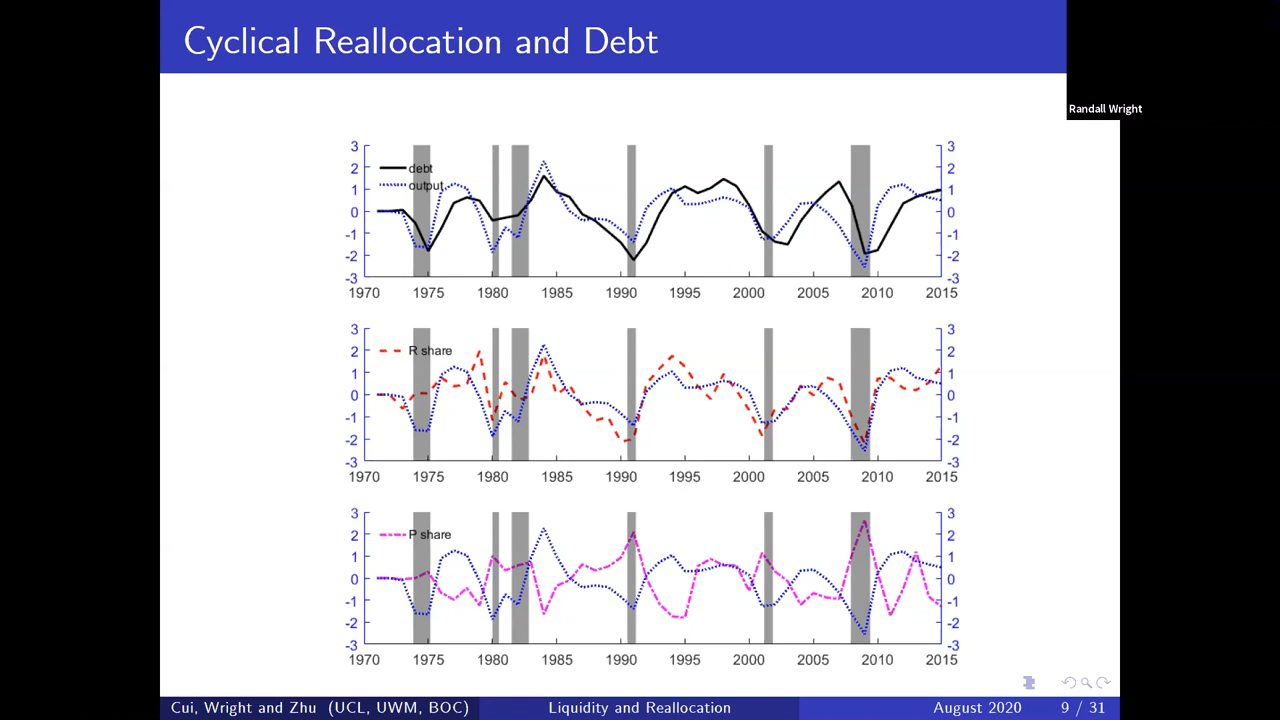 Cyclical Reallocation and Debt
Randall Wright
3 3
2 debt 2
1 output 1
0 0
-1 -1
-2 -2
-3 -3
1970 1975 1980 1985 1990 1995 2000 2005 2010 2015
3 3
2 R share 2
1 1
0 0
-1 -1
-2 -2
-3 -3
1970 1975 1980 1985 1990 1995 2000 2005 2010 2015
3 3
2 P share 2
1 1
0 0
-1 -1
-2 -2
-3 -3
1970 1975 1980 1985 1990 1995 2000 2005 2010 2015
Cui, Wright and Zhu (UCL, UWM, BOC) Liquidity and Reallocation August 2020 9 / 31